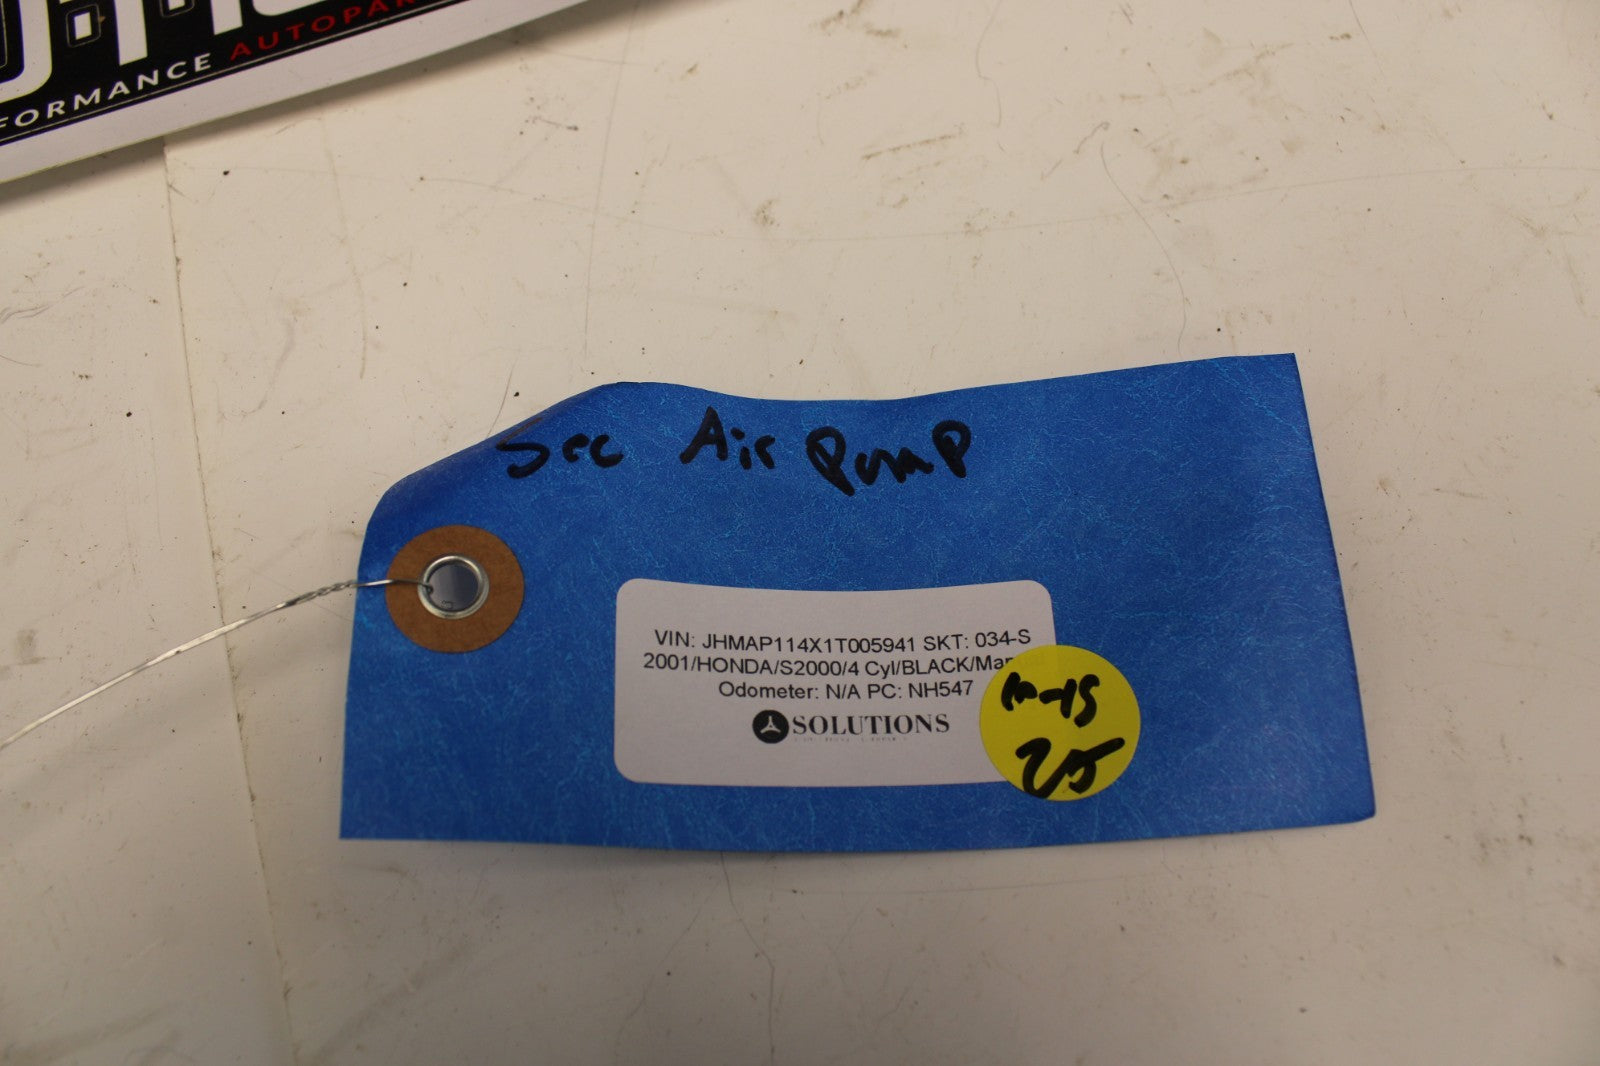 FORMANCE AUTOPAR
Sec Air Pump
VIN: JHMAP114X1T005941 SKT: 034-S
2001/HONDA/S2000/4 Cyl/BLACK/Man
Odometer: N/A PC: NH547
SOLUTIONS
25